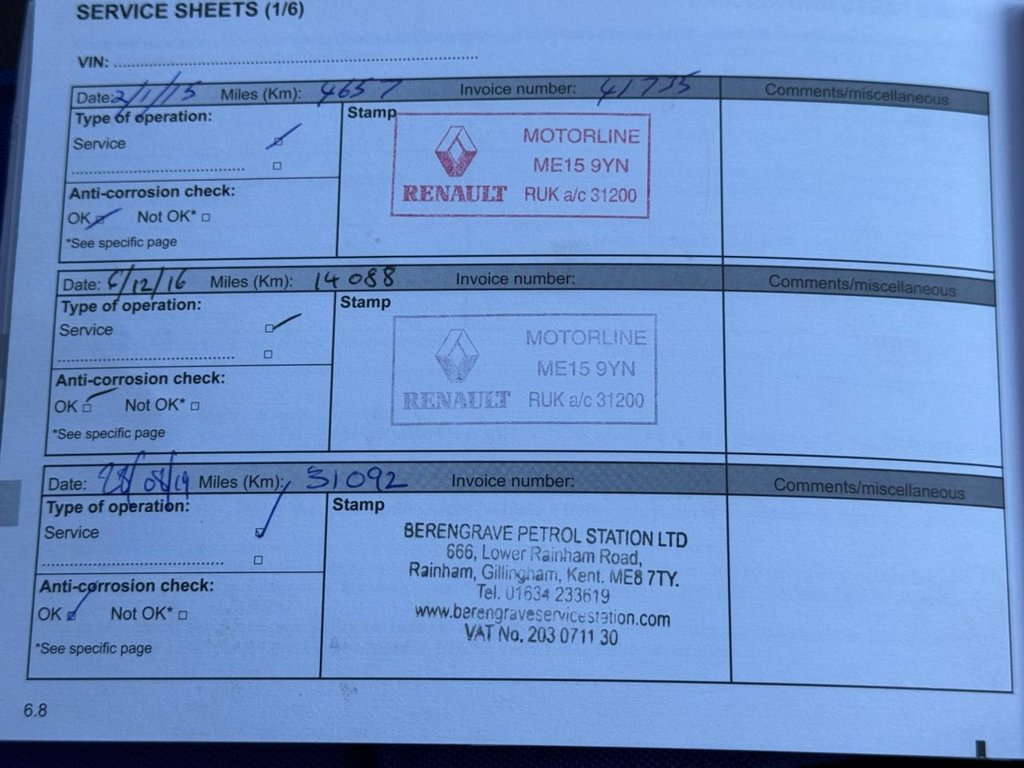 SERVICE SHEETS (1/6)
VIN: ........................................................
Date: 2/1/15 Miles (Km): 4657 Invoice number: 41735 Comments/miscellaneous
Type of operation:
Service
Stamp
MOTORLINE
ME15 9YN
RENAULT RUK a/c 31200
Anti-corrosion check:
OK Not OK*
*See specific page
Date: 6/12/16 Miles (Km): 14088 Invoice number: Comments/miscellaneous
Type of operation:
Service
Stamp
MOTORLINE
ME15 9YN
RENAULT RUK a/c 31200
Anti-corrosion check:
OK Not OK*
*See specific page
Date: 28/08/19 Miles (Km): 31092 Invoice number: Comments/miscellaneous
Type of operation:
Service
Stamp
BERENGRAVE PETROL STATION LTD
666, Lower Rainham Road,
Rainham, Gillingham, Kent. ME8 7TY.
Tel. 01634 233619
www.berengraveservicestation.com
VAT No. 203 0711 30
Anti-corrosion check:
OK Not OK*
*See specific page
6.8